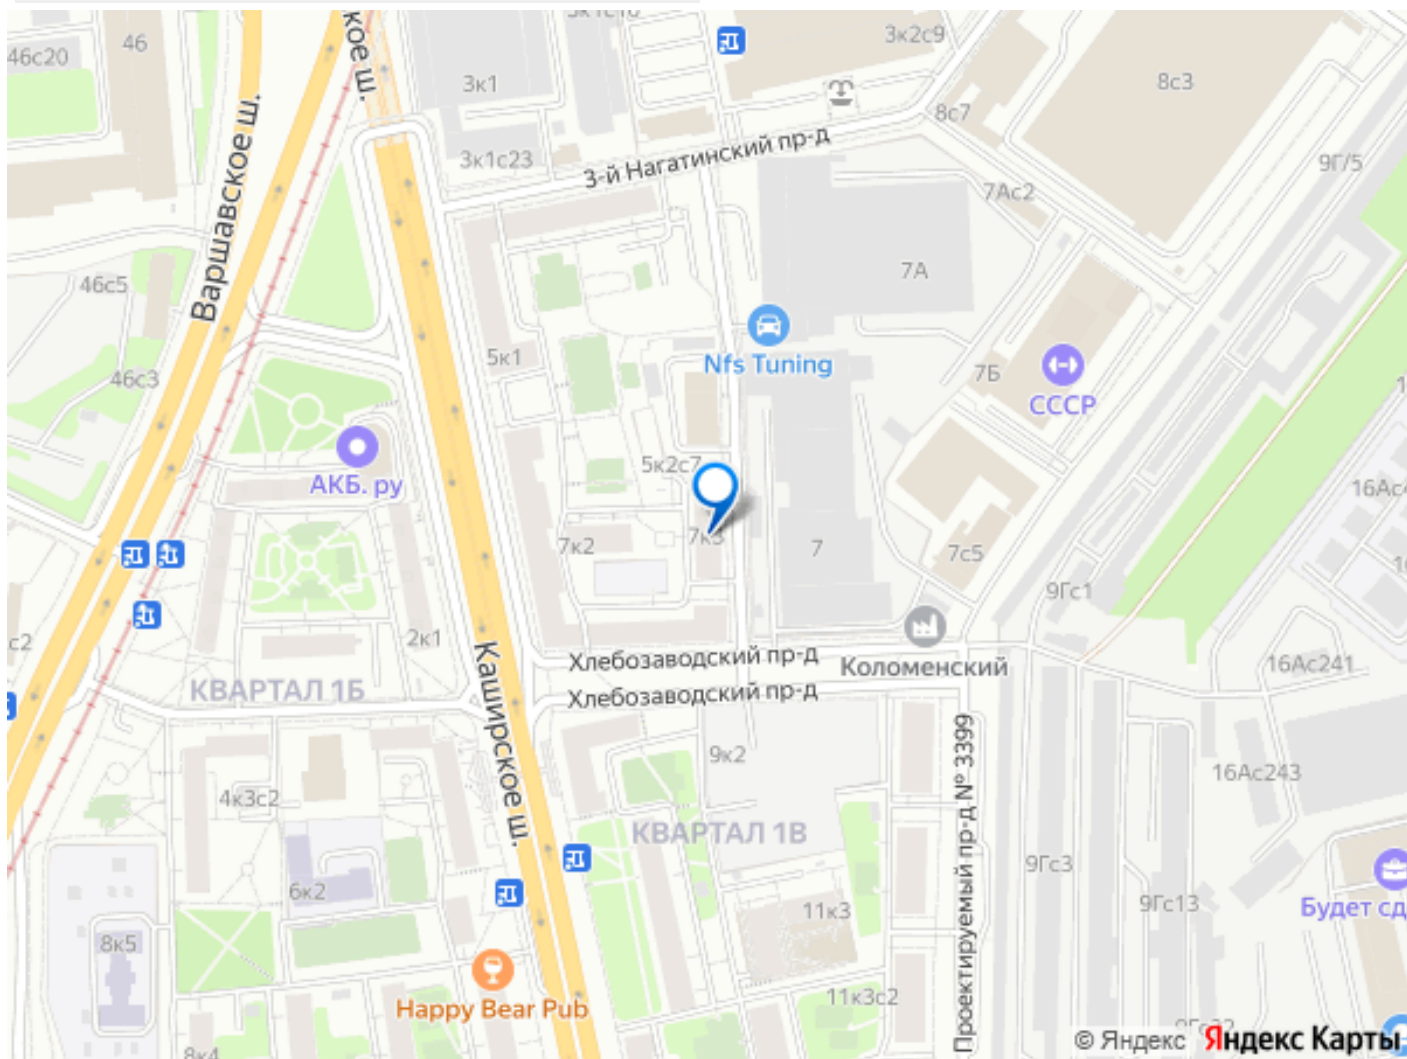 46с20
46
кое ш.
3к1
3к2с9
8с3
8с7
3к1с23
3-й Нагатинский пр-д
9Г/5
7Ас2
Варшавское ш.
46с5
7А
5к1
Nfs Tuning
7Б
СССР
46с3
АКБ. ру
5к2с7
7к2
7к3
7
7с5
9Гс1
2к1
Каширское ш.
Хлебозаводский пр-д
Коломенский
16Ас241
КВАРТАЛ 1Б
Хлебозаводский пр-д
9к2
16Ас243
4к3с2
КВАРТАЛ 1В
Проектируемый пр-д № 3399
6к2
9Гс3
9Гс13
Будет сд
8к5
11к3
Happy Bear Pub
11к3с2
8к4
© Яндекс Яндекс Карты